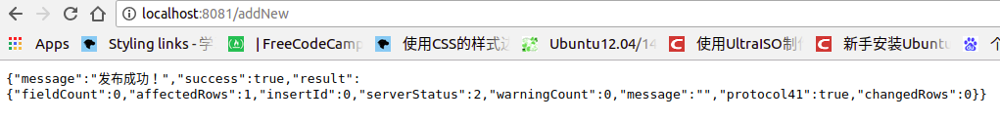 localhost:8081/addNew
Apps Styling links - 学 | FreeCodeCamp 使用CSS的样式 Ubuntu12.04/14 使用UltraISO制 新手安装Ubuntu 个
{"message":"发布成功！","success":true,"result":
{"fieldCount":0,"affectedRows":1,"insertId":0,"serverStatus":2,"warningCount":0,"message":"","protocol41":true,"changedRows":0}}